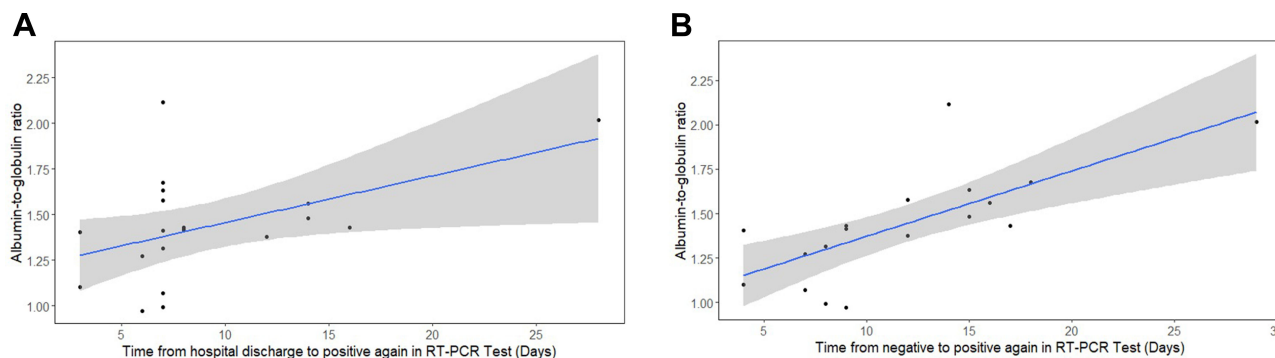 A
Albumin-to-globulin ratio
2.25
2.00
1.75
1.50
1.25
1.00
5 10 15 20 25
Time from hospital discharge to positive again in RT-PCR Test (Days)
B
Albumin-to-globulin ratio
2.25
2.00
1.75
1.50
1.25
1.00
5 10 15 20 25
Time from negative to positive again in RT-PCR Test (Days)